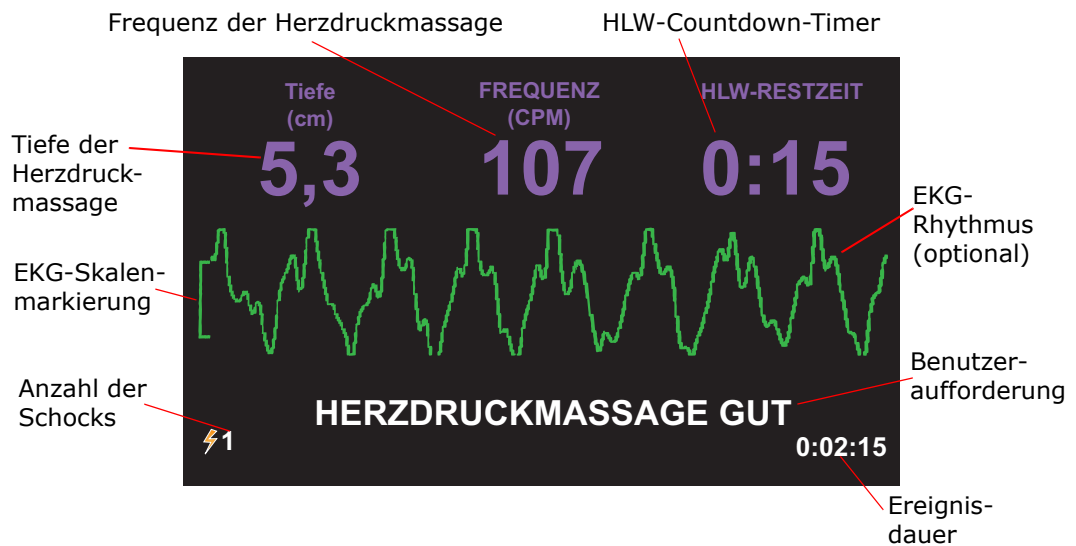 Frequenz der Herzdruckmassage
HLW-Countdown-Timer
Tiefe
(cm)
5,3
FREQUENZ
(CPM)
107
HLW-RESTZEIT
0:15
Tiefe der
Herzdruck-
massage
EKG-
Rhythmus
(optional)
EKG-Skalen-
markierung
Benutzer-
aufforderung
Anzahl der
Schocks
HERZDRUCKMASSAGE GUT
1
0:02:15
Ereignis-
dauer